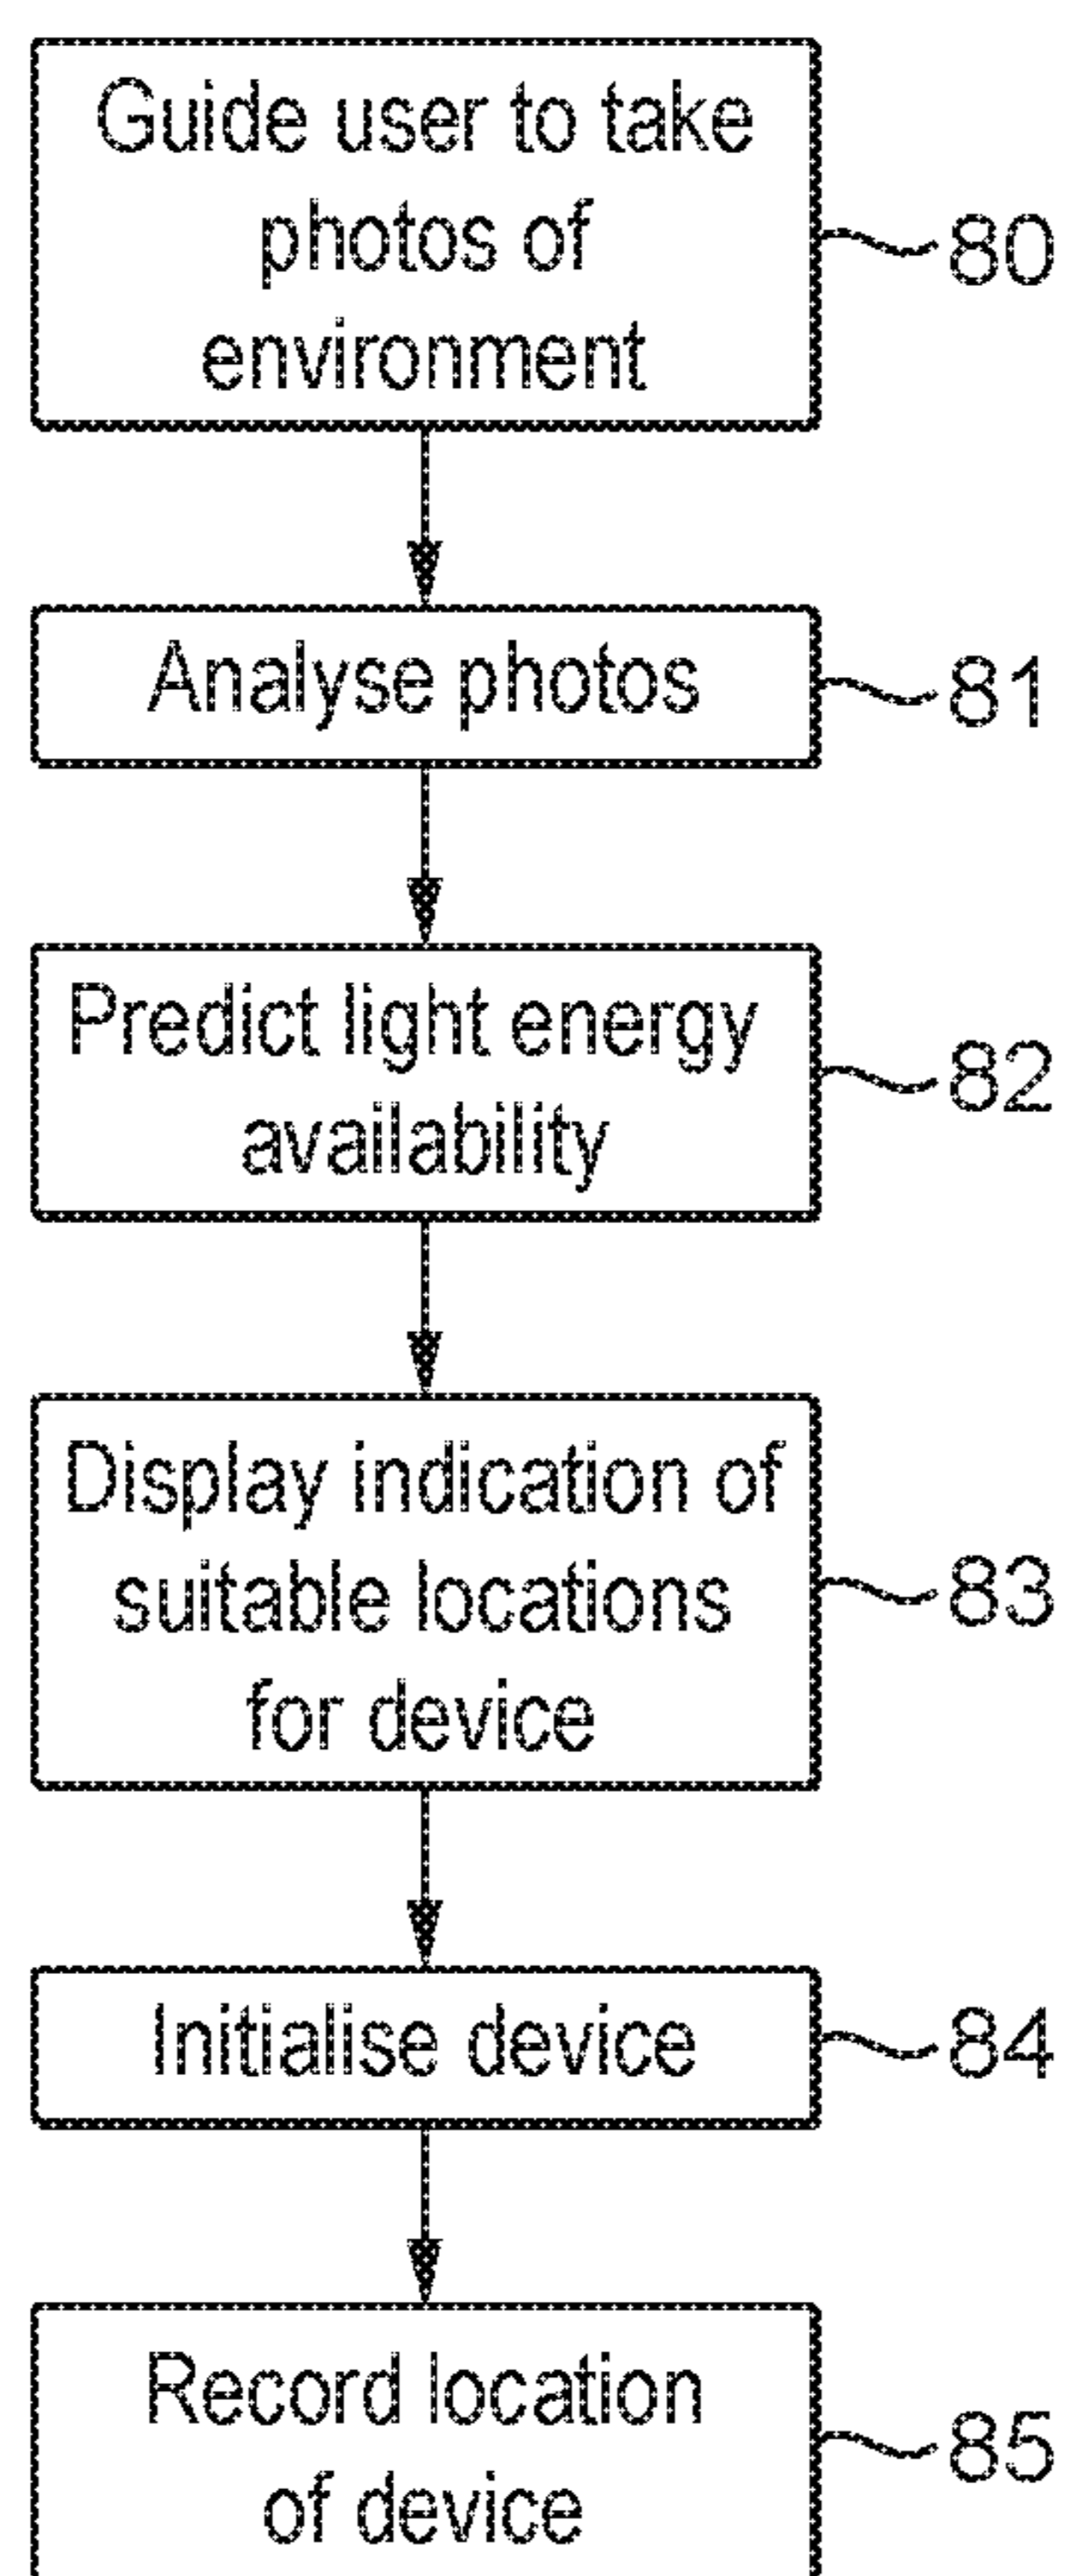 Guide user to take
photos of
environment
80
Analyse photos
81
Predict light energy
availability
82
Display indication of
suitable locations
for device
83
Initialise device
84
Record location
of device
85